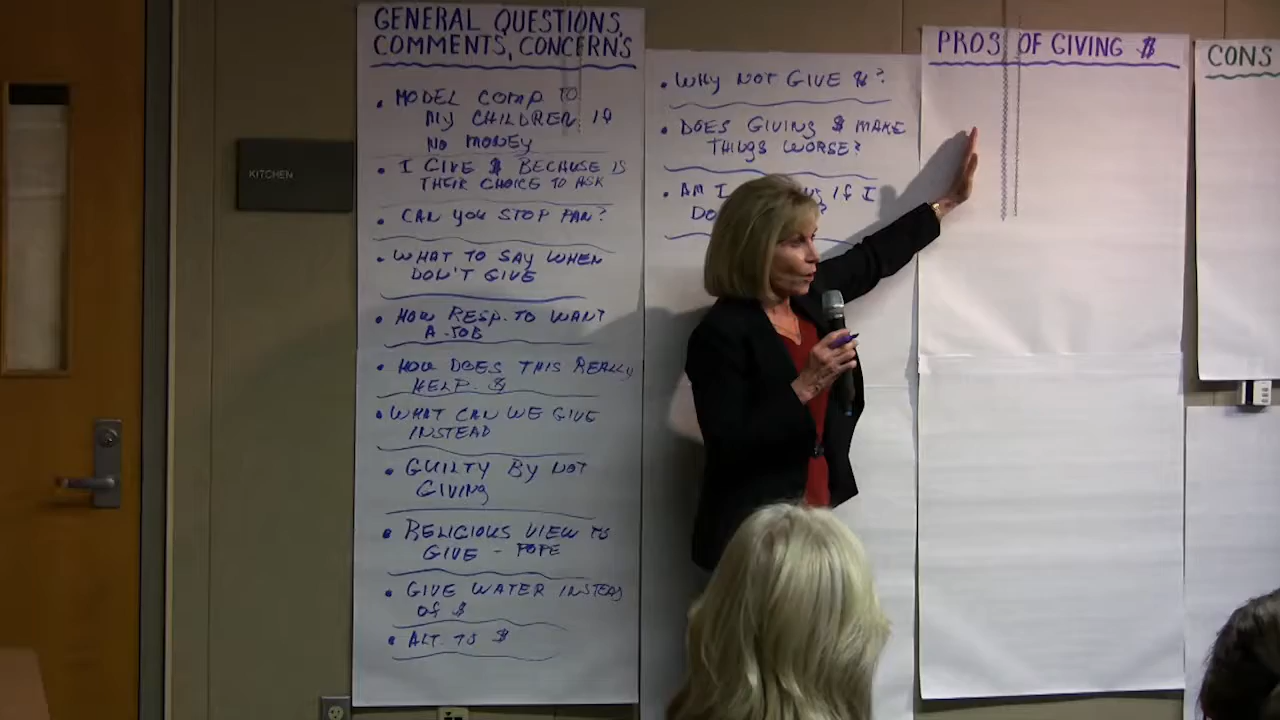 KITCHEN
GENERAL QUESTIONS,
COMMENTS, CONCERNS
• MODEL COMP. TO
MY CHILDREN IF
NO MONEY
• I GIVE $ BECAUSE IS
THEIR CHOICE TO ASK
• CAN YOU STOP PAN?
• WHAT TO SAY WHEN
DON'T GIVE
• HOW RESP. TO WANT
A JOB
• HOW DOES THIS REALLY
HELP. $
• WHAT CAN WE GIVE
INSTEAD
• GUILTY BY NOT
GIVING
• RELIGIOUS VIEW TO
GIVE - POPE
• GIVE WATER INSTEAD
OF $
• ALT. TO $
• WHY NOT GIVE $?
• DOES GIVING $ MAKE
THINGS WORSE?
• AM I IF I
DO ?
PROS OF GIVING $
CONS